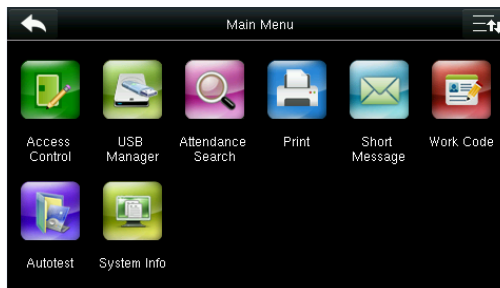 Main Menu
Access Control
USB Manager
Attendance Search
Print
Short Message
Work Code
Autotest
System Info